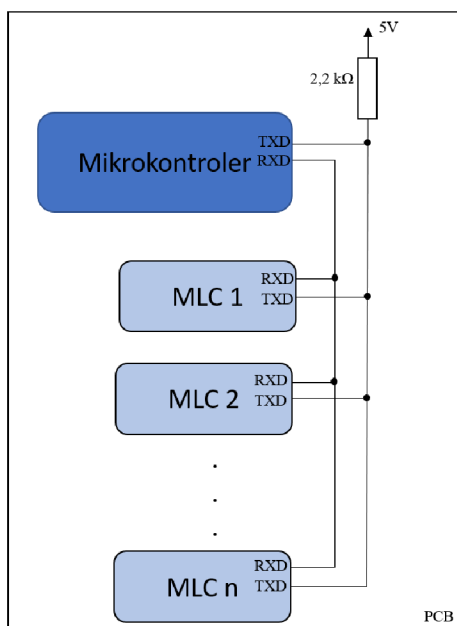 5V
2,2 kΩ
TXD
Mikrokontroler
RXD
RXD
MLC 1
TXD
RXD
MLC 2
TXD
.
.
.
RXD
MLC n
TXD
PCB